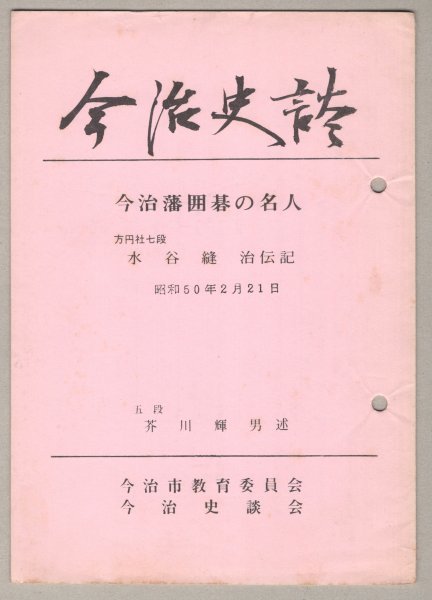 今治史談
今治藩囲碁の名人
方円社七段
水谷縫治伝記
昭和50年2月21日
五段
芥川輝男述
今治市教育委員会
今治史談会